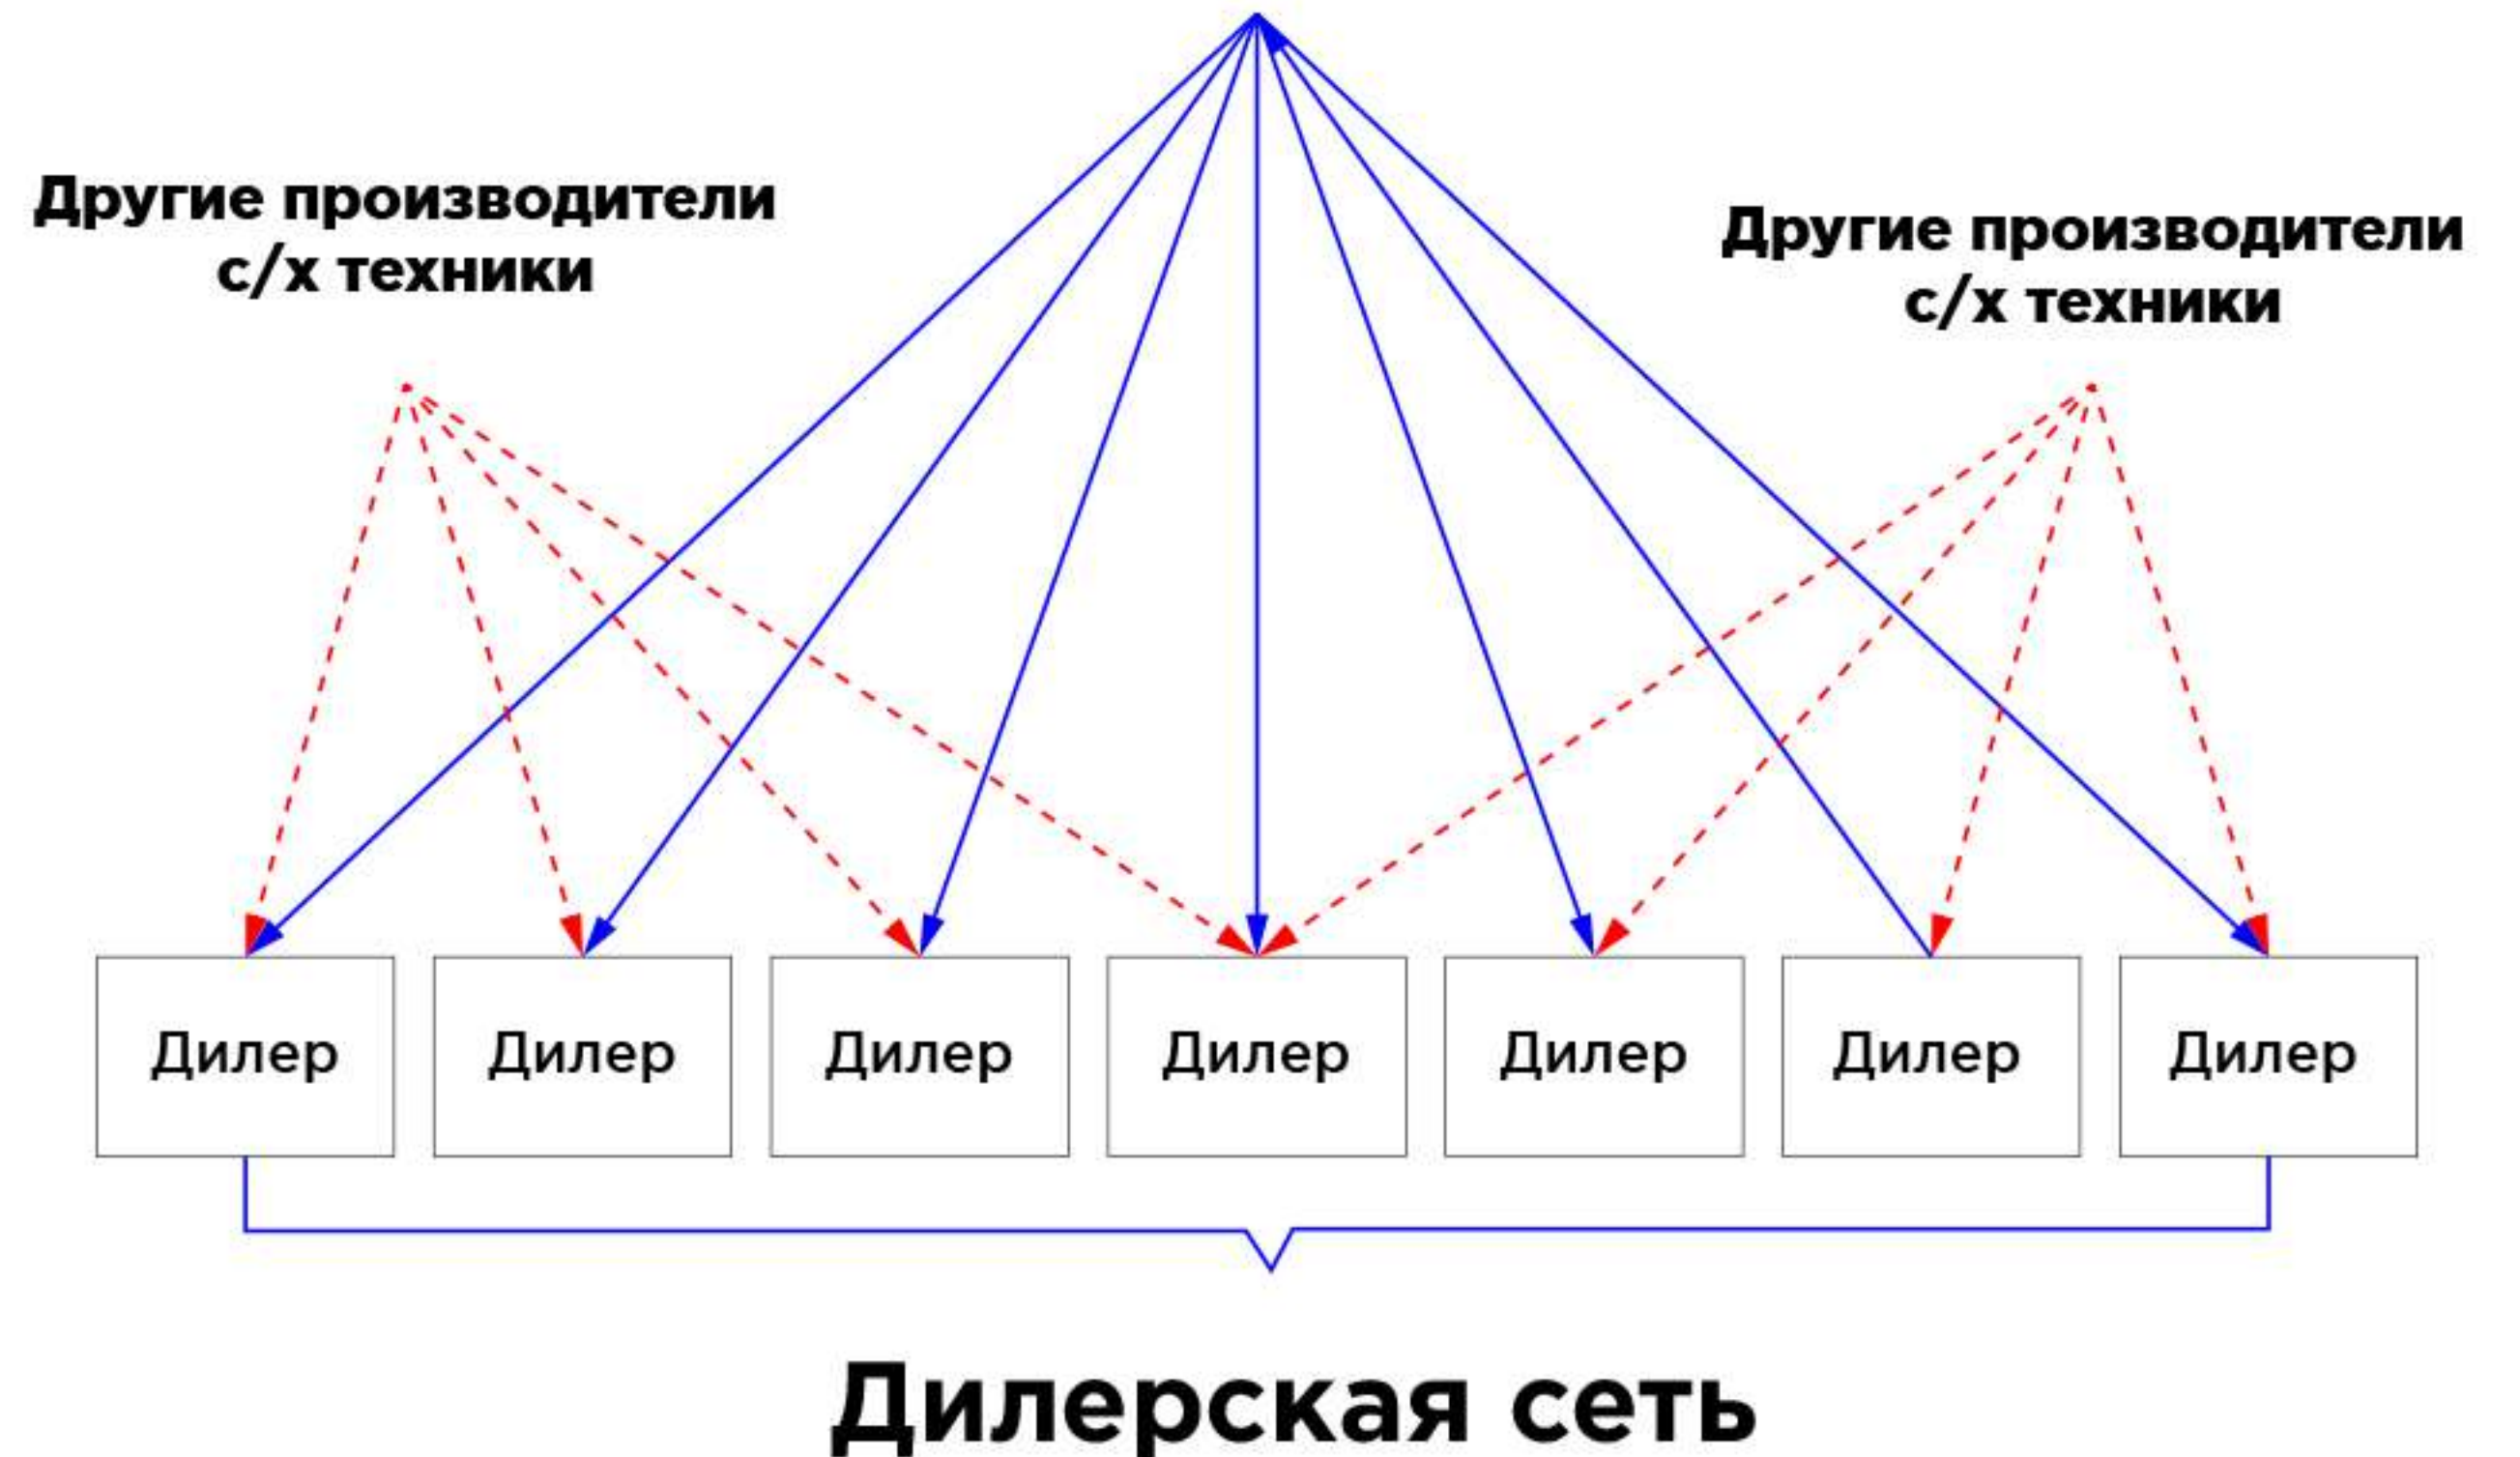 Другие производители
с/х техники
Другие производители
с/х техники
Дилер Дилер Дилер Дилер Дилер Дилер Дилер
Дилерская сеть